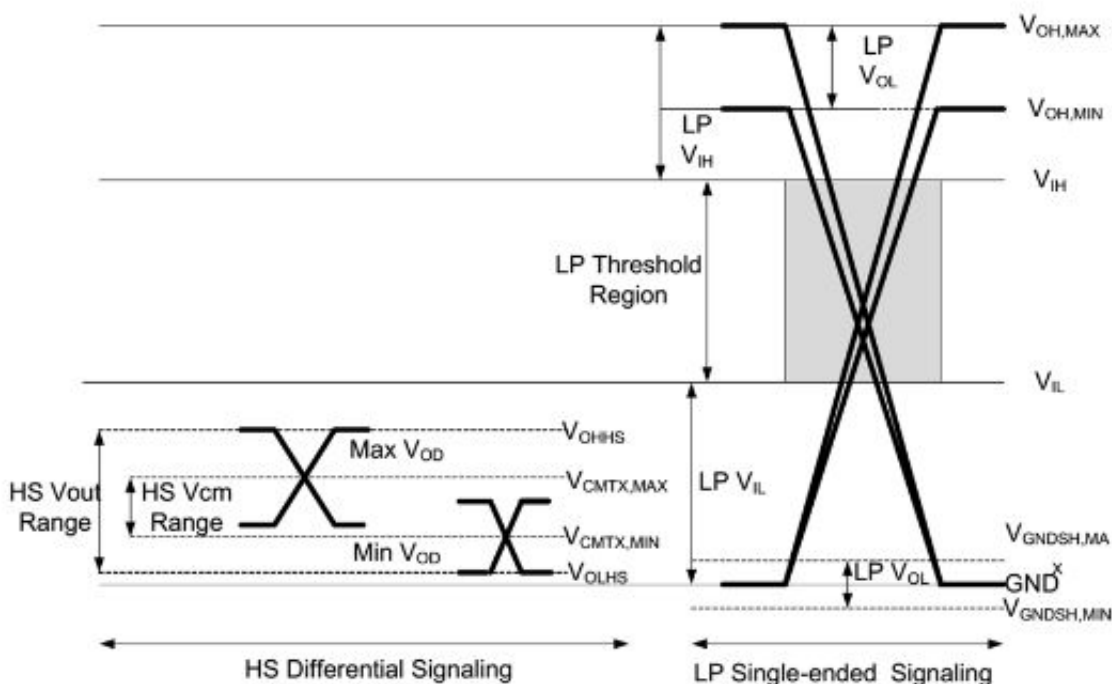 LP
V_OL
V_OH,MAX
V_OH,MIN
LP
V_IH
V_IH
LP Threshold
Region
V_IL
V_OHHS
Max V_OD
HS Vout
Range
HS Vcm
Range
V_CMTX,MAX
LP V_IL
V_CMTX,MIN
Min V_OD
V_OLHS
V_GNDSH,MA
X
LP V_OL
GND
V_GNDSH,MIN
HS Differential Signaling
LP Single-ended Signaling